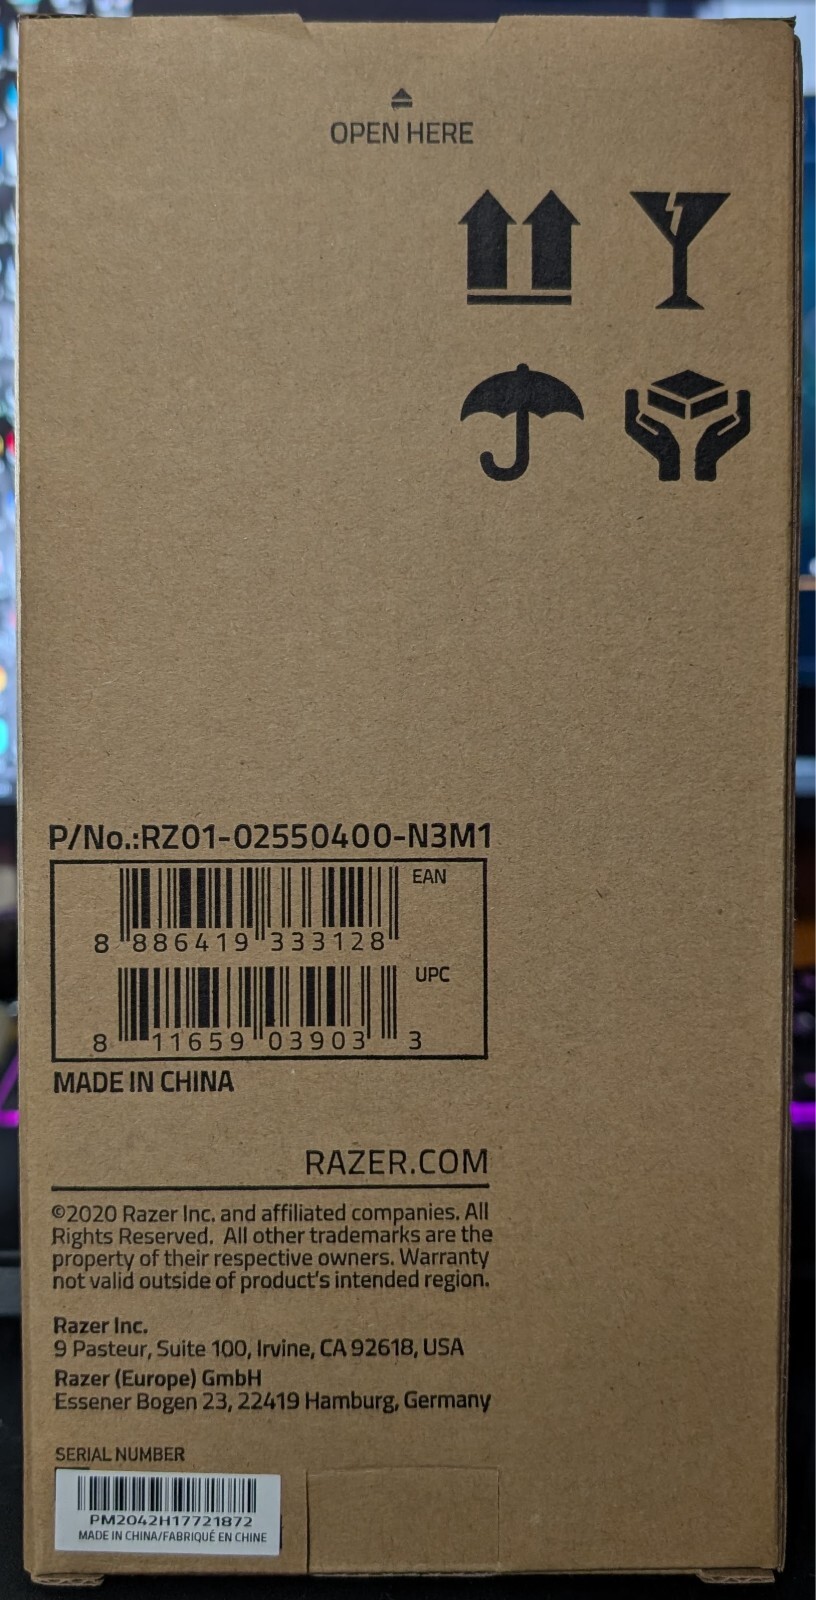 OPEN HERE
P/No.:RZ01-02550400-N3M1
EAN
8 886419 333128
UPC
8 11659 03903 3
MADE IN CHINA
RAZER.COM
©2020 Razer Inc. and affiliated companies. All
Rights Reserved. All other trademarks are the
property of their respective owners. Warranty
not valid outside of product's intended region.
Razer Inc.
9 Pasteur, Suite 100, Irvine, CA 92618, USA
Razer (Europe) GmbH
Essener Bogen 23, 22419 Hamburg, Germany
SERIAL NUMBER
PM2042H17721872
MADE IN CHINA/FABRIQUÉ EN CHINE